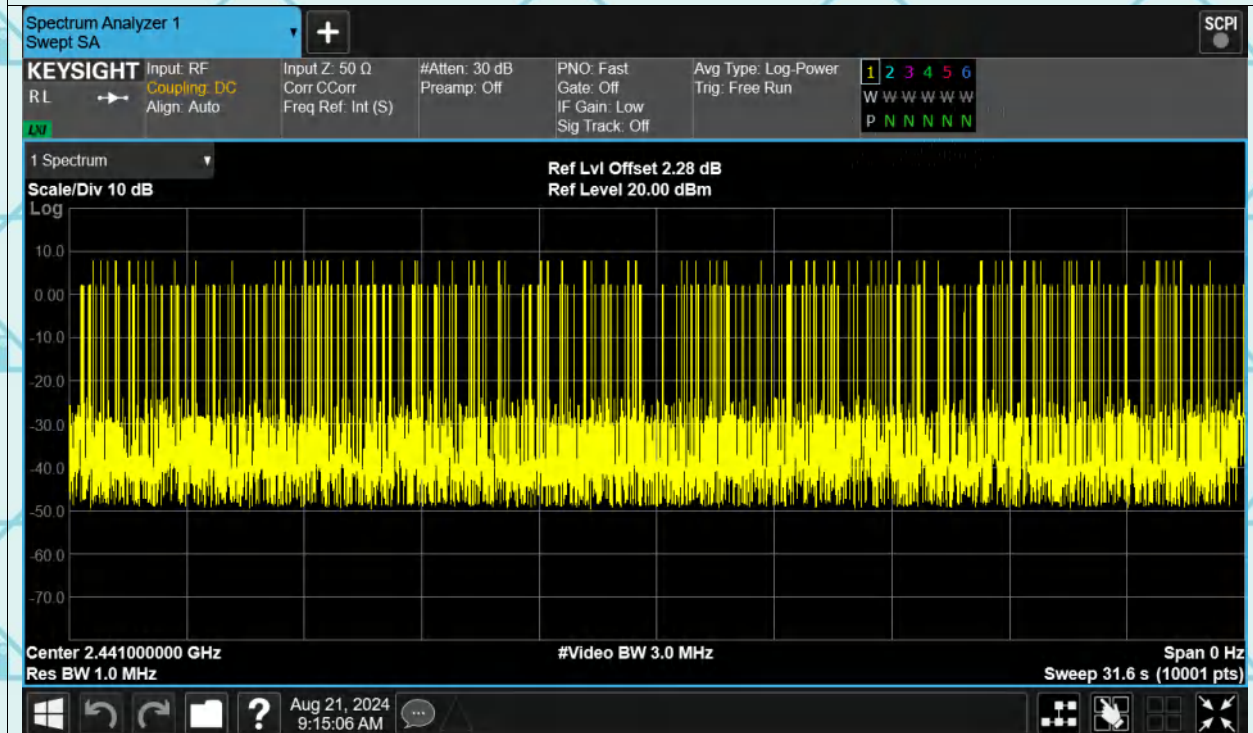 Spectrum Analyzer 1
Swept SA
+
SCPI
KEYSIGHT
RL
LXI
Input: RF
Coupling: DC
Align: Auto
Input Z: 50 Ω
Corr CCorr
Freq Ref: Int (S)
#Atten: 30 dB
Preamp: Off
PNO: Fast
Gate: Off
IF Gain: Low
Sig Track: Off
Avg Type: Log-Power
Trig: Free Run
1 2 3 4 5 6
W W W W W W
P N N N N N
1 Spectrum
Scale/Div 10 dB
Ref Lvl Offset 2.28 dB
Ref Level 20.00 dBm
Log
10.0
0.00
-10.0
-20.0
-30.0
-40.0
-50.0
-60.0
-70.0
Center 2.441000000 GHz
#Video BW 3.0 MHz
Span 0 Hz
Res BW 1.0 MHz
Sweep 31.6 s (10001 pts)
?
Aug 21, 2024
9:15:06 AM